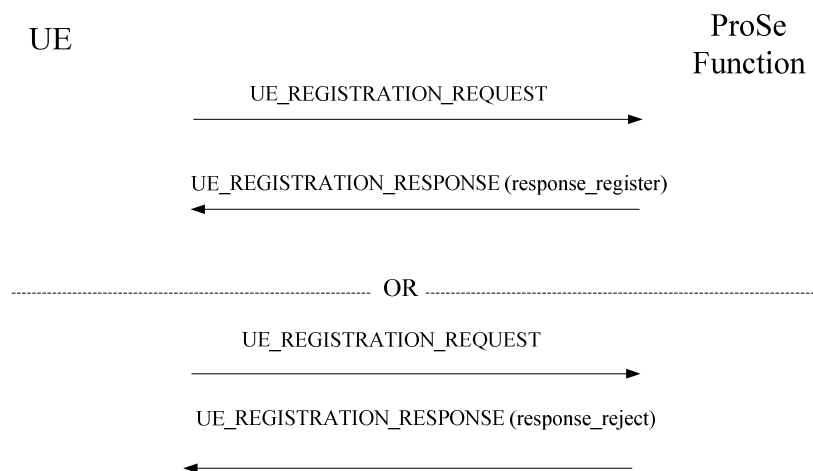 UE
ProSe
Function
UE_REGISTRATION_REQUEST
UE_REGISTRATION_RESPONSE (response_register)
OR
UE_REGISTRATION_REQUEST
UE_REGISTRATION_RESPONSE (response_reject)